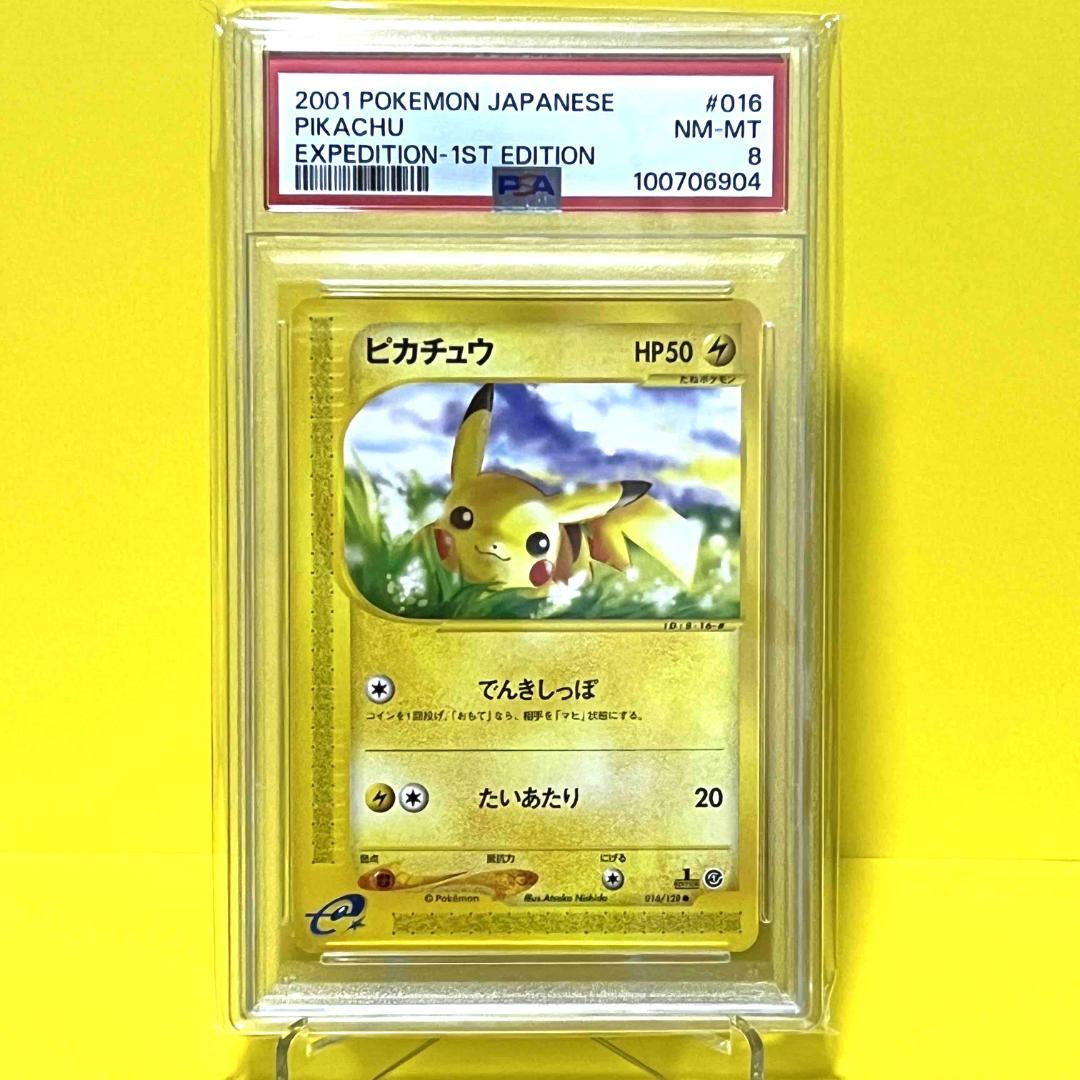 2001 POKEMON JAPANESE #016
PIKACHU NM-MT
EXPEDITION-1ST EDITION 8
PSA 100706904
ピカチュウ HP50
たねポケモン
でんきしっぽ
コインを1回投げ、「おもて」なら、相手を「マヒ」状態にする。
たいあたり 20
弱点 抵抗力 にげる
© Pokémon Illus. Atsuko Nishida 016/128 ●
1 EDITION
e